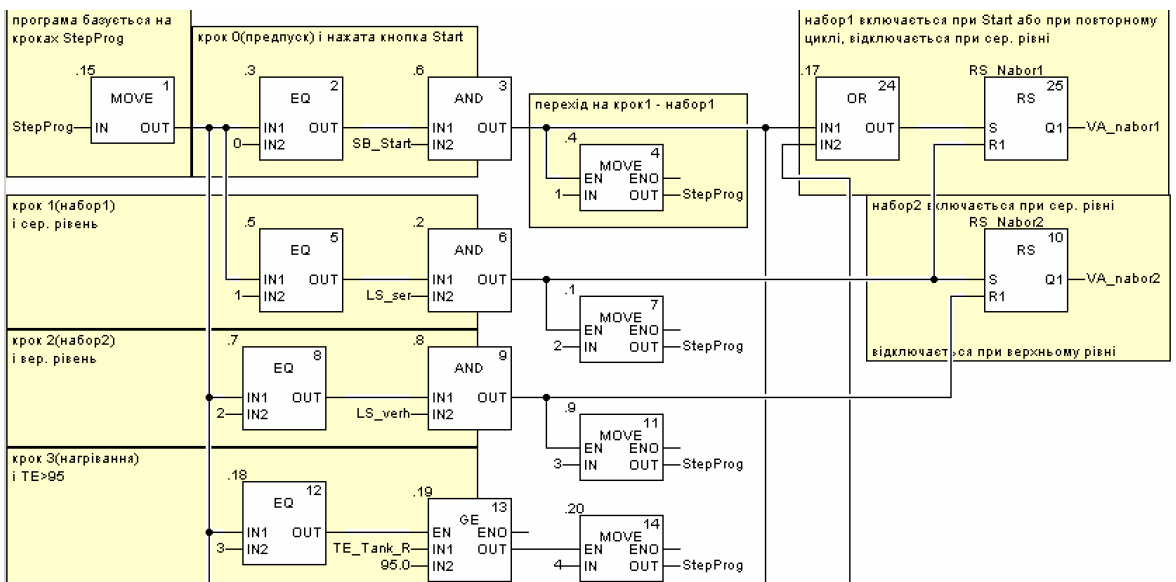 програма базується на
кроках StepProg
.15
1
MOVE
StepProg
IN OUT
крок 0(предпуск) і нажата кнопка Start
.3
2
EQ
IN1 OUT
0
IN2
.6
3
AND
IN1 OUT
SB_Start
IN2
перехід на крок1 - набор1
.4
4
MOVE
EN ENO
1
IN OUT
StepProg
набор1 включається при Start або при повторному
циклі, відключається при сер. рівні
.17
24
OR
IN1 OUT
IN2
RS_Nabor1
25
RS
S Q1
VA_nabor1
R1
крок 1(набор1)
і сер. рівень
.5
5
EQ
IN1 OUT
1
IN2
.2
6
AND
IN1 OUT
LS_ser
IN2
.1
7
MOVE
EN ENO
2
IN OUT
StepProg
набор2 включається при сер. рівні
RS_Nabor2
10
RS
S Q1
VA_nabor2
R1
відключається при верхньому рівні
крок 2(набор2)
і вер. рівень
.7
8
EQ
IN1 OUT
2
IN2
.8
9
AND
IN1 OUT
LS_verh
IN2
.9
11
MOVE
EN ENO
3
IN OUT
StepProg
крок 3(нагрівання)
і TE>95
.18
12
EQ
IN1 OUT
3
IN2
.19
13
GE
EN ENO
TE_Tank_R
IN1 OUT
95.0
IN2
.20
14
MOVE
EN ENO
4
IN OUT
StepProg